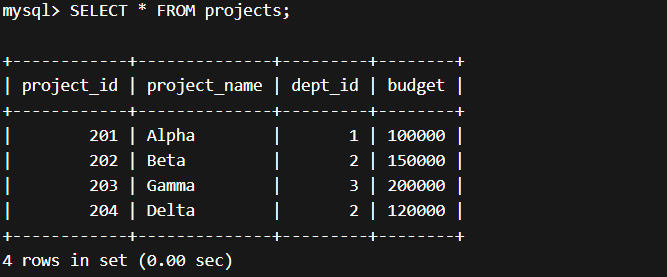 mysql> SELECT * FROM projects;
+------------+--------------+---------+--------+
| project_id | project_name | dept_id | budget |
+------------+--------------+---------+--------+
|        201 | Alpha        |       1 | 100000 |
|        202 | Beta         |       2 | 150000 |
|        203 | Gamma        |       3 | 200000 |
|        204 | Delta        |       2 | 120000 |
+------------+--------------+---------+--------+
4 rows in set (0.00 sec)